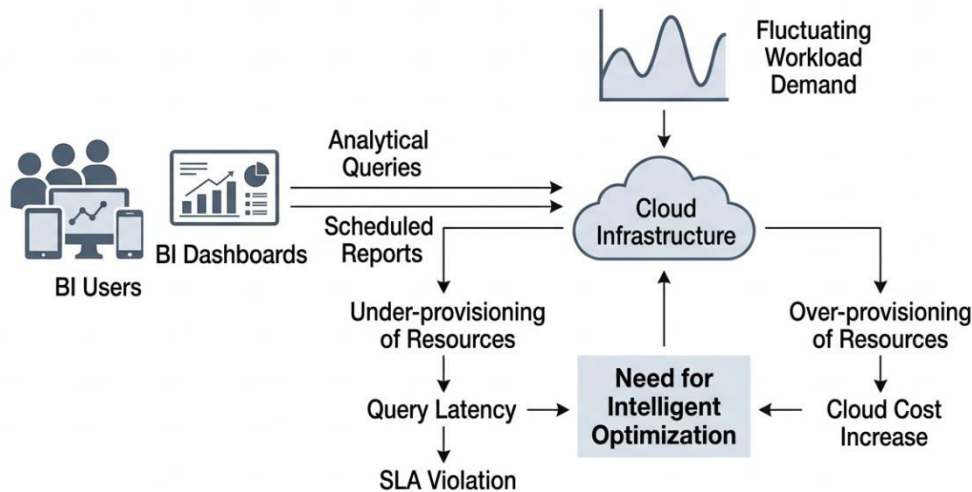 Fluctuating
Workload
Demand
Analytical
Queries
BI Users
BI Dashboards
Scheduled
Reports
Cloud
Infrastructure
Under-provisioning
of Resources
Over-provisioning
of Resources
Need for
Intelligent
Optimization
Query Latency
Cloud Cost
Increase
SLA Violation